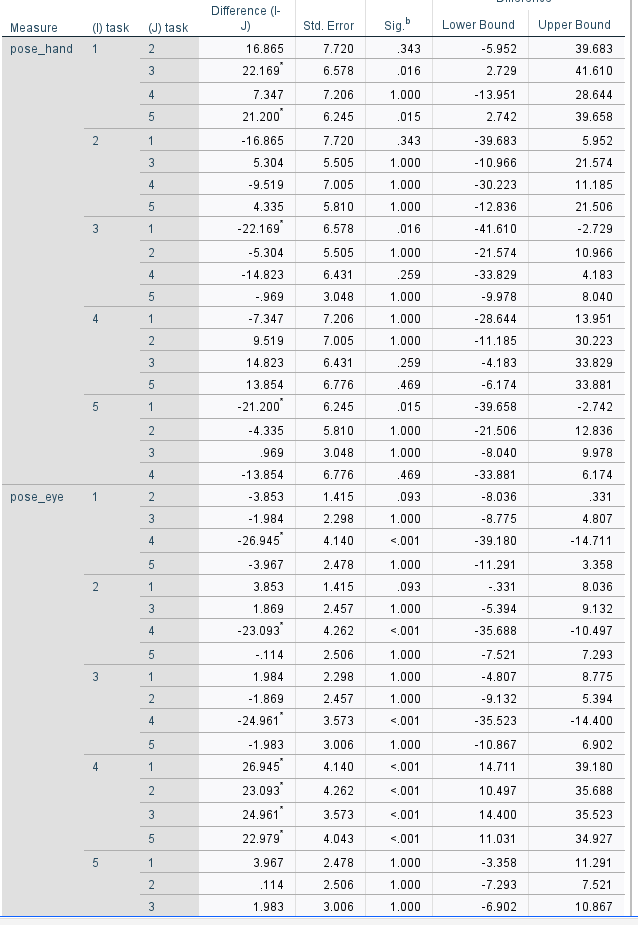 Difference
Difference (I-
Measure (I) task (J) task J) Std. Error Sig.b Lower Bound Upper Bound
pose_hand 1 2 16.865 7.720 .343 -5.952 39.683
3 22.169* 6.578 .016 2.729 41.610
4 7.347 7.206 1.000 -13.951 28.644
5 21.200* 6.245 .015 2.742 39.658
2 1 -16.865 7.720 .343 -39.683 5.952
3 5.304 5.505 1.000 -10.966 21.574
4 -9.519 7.005 1.000 -30.223 11.185
5 4.335 5.810 1.000 -12.836 21.506
3 1 -22.169* 6.578 .016 -41.610 -2.729
2 -5.304 5.505 1.000 -21.574 10.966
4 -14.823 6.431 .259 -33.829 4.183
5 -.969 3.048 1.000 -9.978 8.040
4 1 -7.347 7.206 1.000 -28.644 13.951
2 9.519 7.005 1.000 -11.185 30.223
3 14.823 6.431 .259 -4.183 33.829
5 13.854 6.776 .469 -6.174 33.881
5 1 -21.200* 6.245 .015 -39.658 -2.742
2 -4.335 5.810 1.000 -21.506 12.836
3 .969 3.048 1.000 -8.040 9.978
4 -13.854 6.776 .469 -33.881 6.174
pose_eye 1 2 -3.853 1.415 .093 -8.036 .331
3 -1.984 2.298 1.000 -8.775 4.807
4 -26.945* 4.140 <.001 -39.180 -14.711
5 -3.967 2.478 1.000 -11.291 3.358
2 1 3.853 1.415 .093 -.331 8.036
3 1.869 2.457 1.000 -5.394 9.132
4 -23.093* 4.262 <.001 -35.688 -10.497
5 -.114 2.506 1.000 -7.521 7.293
3 1 1.984 2.298 1.000 -4.807 8.775
2 -1.869 2.457 1.000 -9.132 5.394
4 -24.961* 3.573 <.001 -35.523 -14.400
5 -1.983 3.006 1.000 -10.867 6.902
4 1 26.945* 4.140 <.001 14.711 39.180
2 23.093* 4.262 <.001 10.497 35.688
3 24.961* 3.573 <.001 14.400 35.523
5 22.979* 4.043 <.001 11.031 34.927
5 1 3.967 2.478 1.000 -3.358 11.291
2 .114 2.506 1.000 -7.293 7.521
3 1.983 3.006 1.000 -6.902 10.867